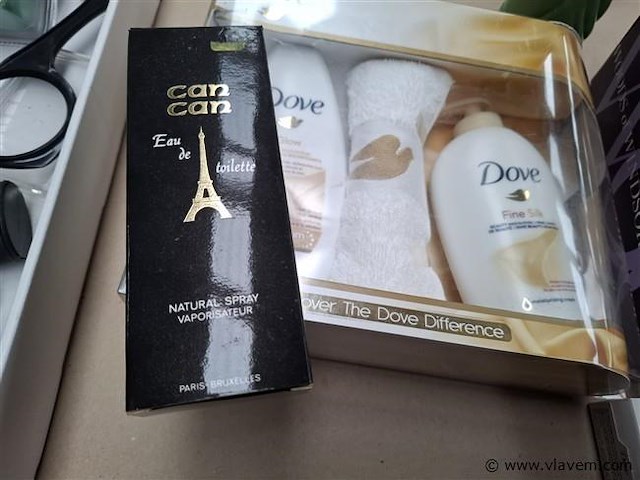 can
can
Eau
de
toilette
NATURAL SPRAY
VAPORISATEUR
PARIS-BRUXELLES
Dove
Dove
Fine Silk
over The Dove Difference
© www.vlavem.com